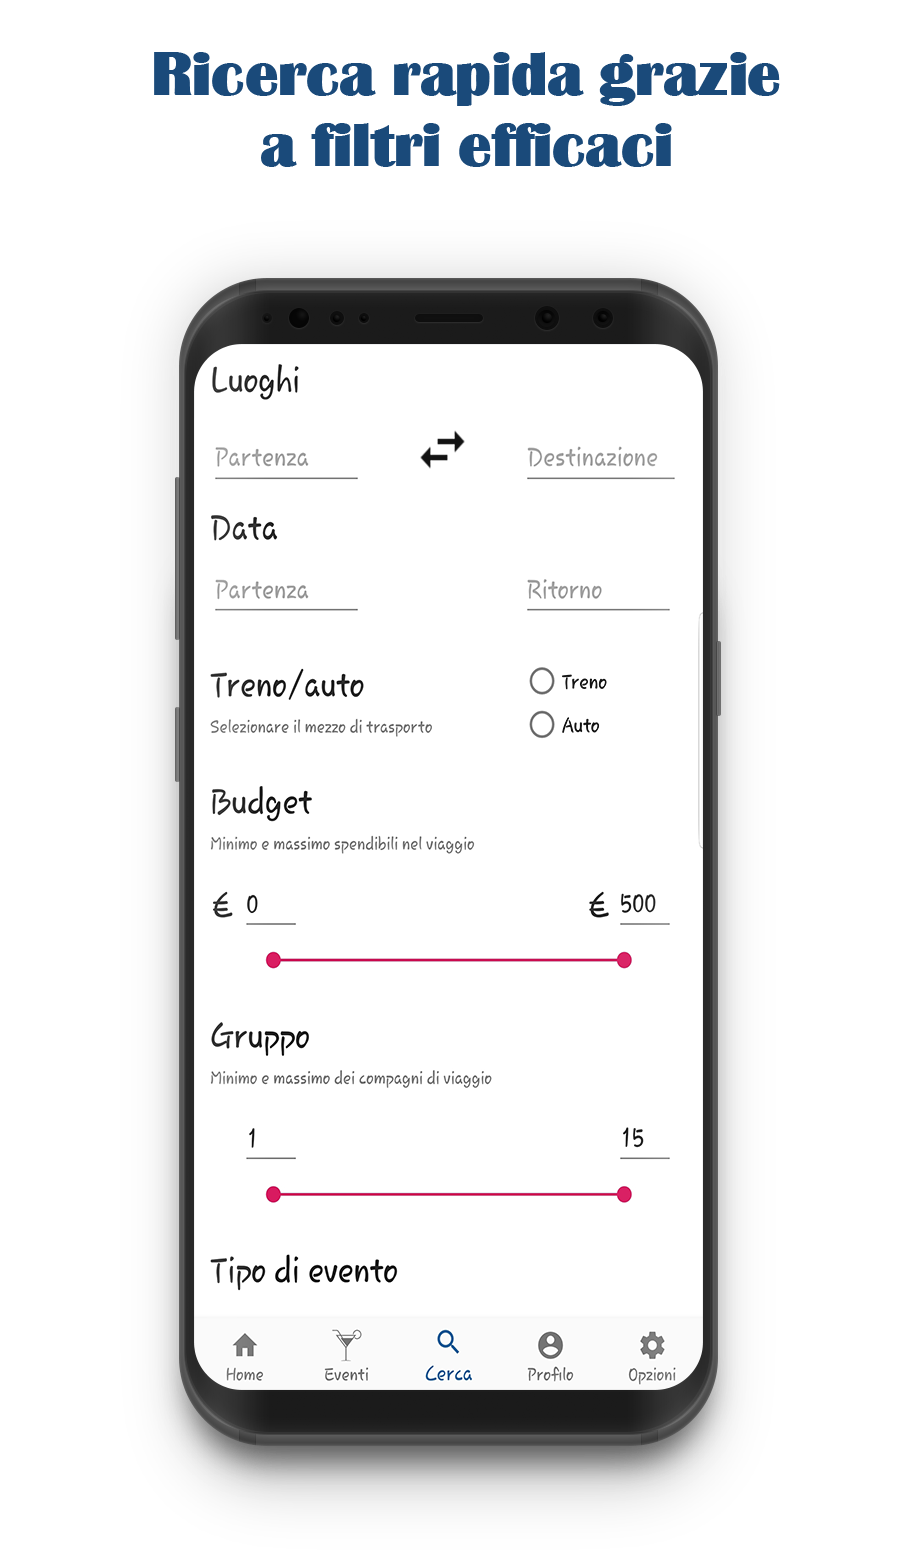 Ricerca rapida grazie
a filtri efficaci
Luoghi
Partenza
Destinazione
Data
Partenza
Ritorno
Treno/auto
Selezionare il mezzo di trasporto
Treno
Auto
Budget
Minimo e massimo spendibili nel viaggio
€ 0
€ 500
Gruppo
Minimo e massimo dei compagni di viaggio
1
15
Tipo di evento
Home
Eventi
Cerca
Profilo
Opzioni